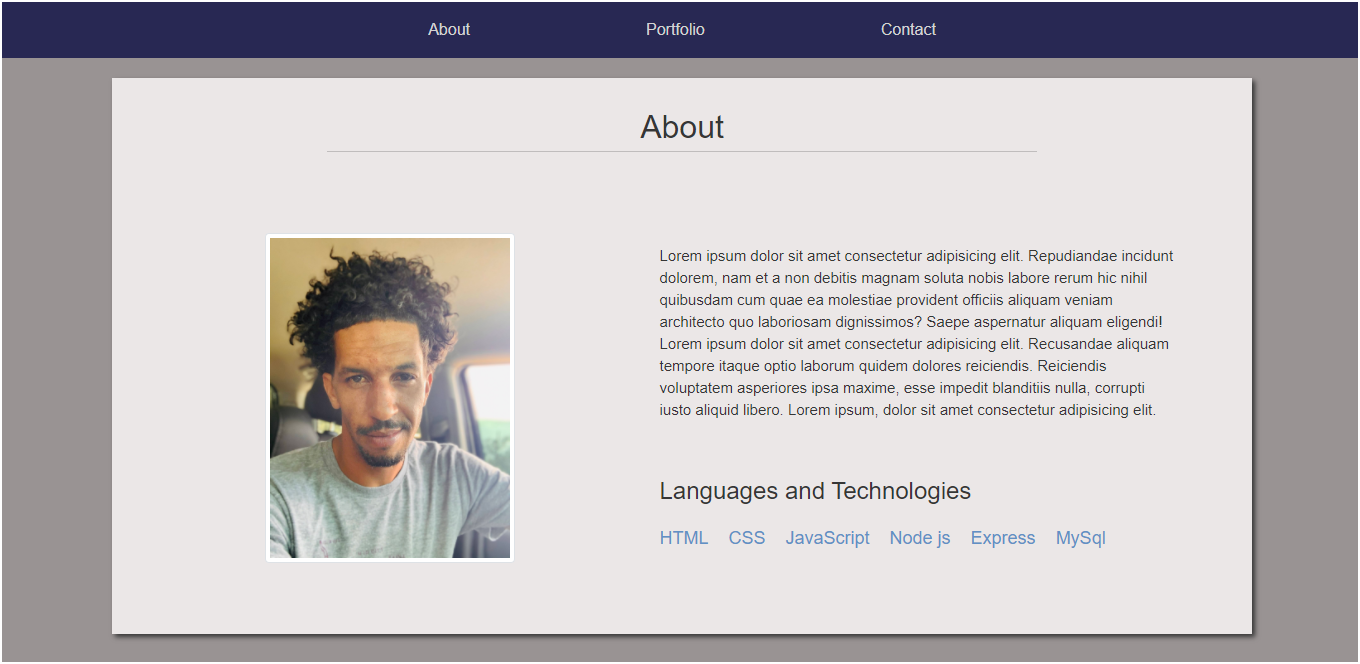 About Portfolio Contact
About
Lorem ipsum dolor sit amet consectetur adipisicing elit. Repudiandae incidunt
dolorem, nam et a non debitis magnam soluta nobis labore rerum hic nihil
quibusdam cum quae ea molestiae provident officiis aliquam veniam
architecto quo laboriosam dignissimos? Saepe aspernatur aliquam eligendi!
Lorem ipsum dolor sit amet consectetur adipisicing elit. Recusandae aliquam
tempore itaque optio laborum quidem dolores reiciendis. Reiciendis
voluptatem asperiores ipsa maxime, esse impedit blanditiis nulla, corrupti
iusto aliquid libero. Lorem ipsum, dolor sit amet consectetur adipisicing elit.
Languages and Technologies
HTML CSS JavaScript Node js Express MySql